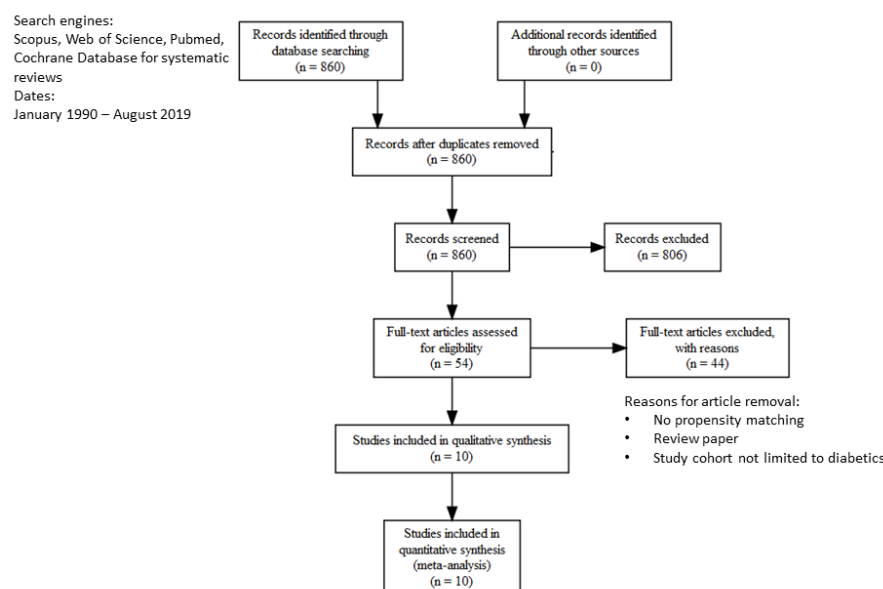 Search engines:
Scopus, Web of Science, Pubmed,
Cochrane Database for systematic
reviews
Dates:
January 1990 – August 2019
Records identified through
database searching
(n = 860)
Additional records identified
through other sources
(n = 0)
Records after duplicates removed
(n = 860)
Records screened
(n = 860)
Records excluded
(n = 806)
Full-text articles assessed
for eligibility
(n = 54)
Full-text articles excluded,
with reasons
(n = 44)
Reasons for article removal:
• No propensity matching
• Review paper
• Study cohort not limited to diabetics
Studies included in qualitative synthesis
(n = 10)
Studies included in
quantitative synthesis
(meta-analysis)
(n = 10)